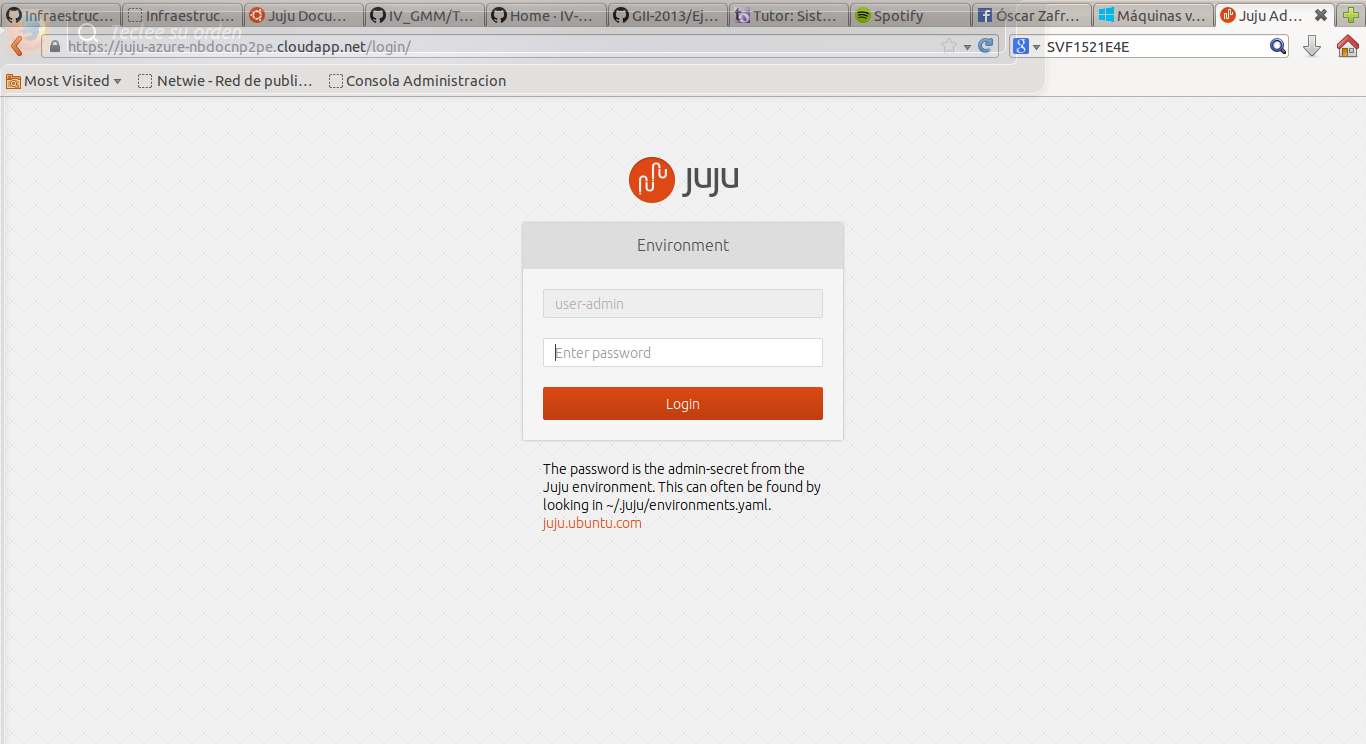 Infraestruc...
Infraestruc...
Juju Docu...
IV_GMM/T...
Home · IV-...
GII-2013/Ej...
Tutor: Sist...
Spotify
Óscar Zafr...
Máquinas v...
Juju Ad...
Teclee su orden
https://juju-azure-nbdocnp2pe.cloudapp.net/login/
SVF1521E4E
Most Visited
Netwie - Red de publi...
Consola Administracion
juju
Environment
user-admin
Enter password
Login
The password is the admin-secret from the
Juju environment. This can often be found by
looking in ~/.juju/environments.yaml.
juju.ubuntu.com